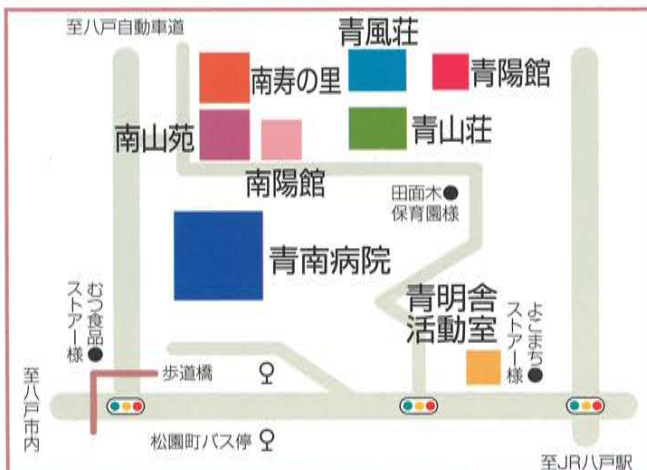 至八戸自動車道
青風荘
南寿の里
青陽館
南山苑
青山荘
南陽館
田面木
保育園様
青南病院
青明舎
活動室
むつ食品
ストアー様
よこまち
ストアー様
歩道橋
至八戸市内
松園町バス停
至JR八戸駅